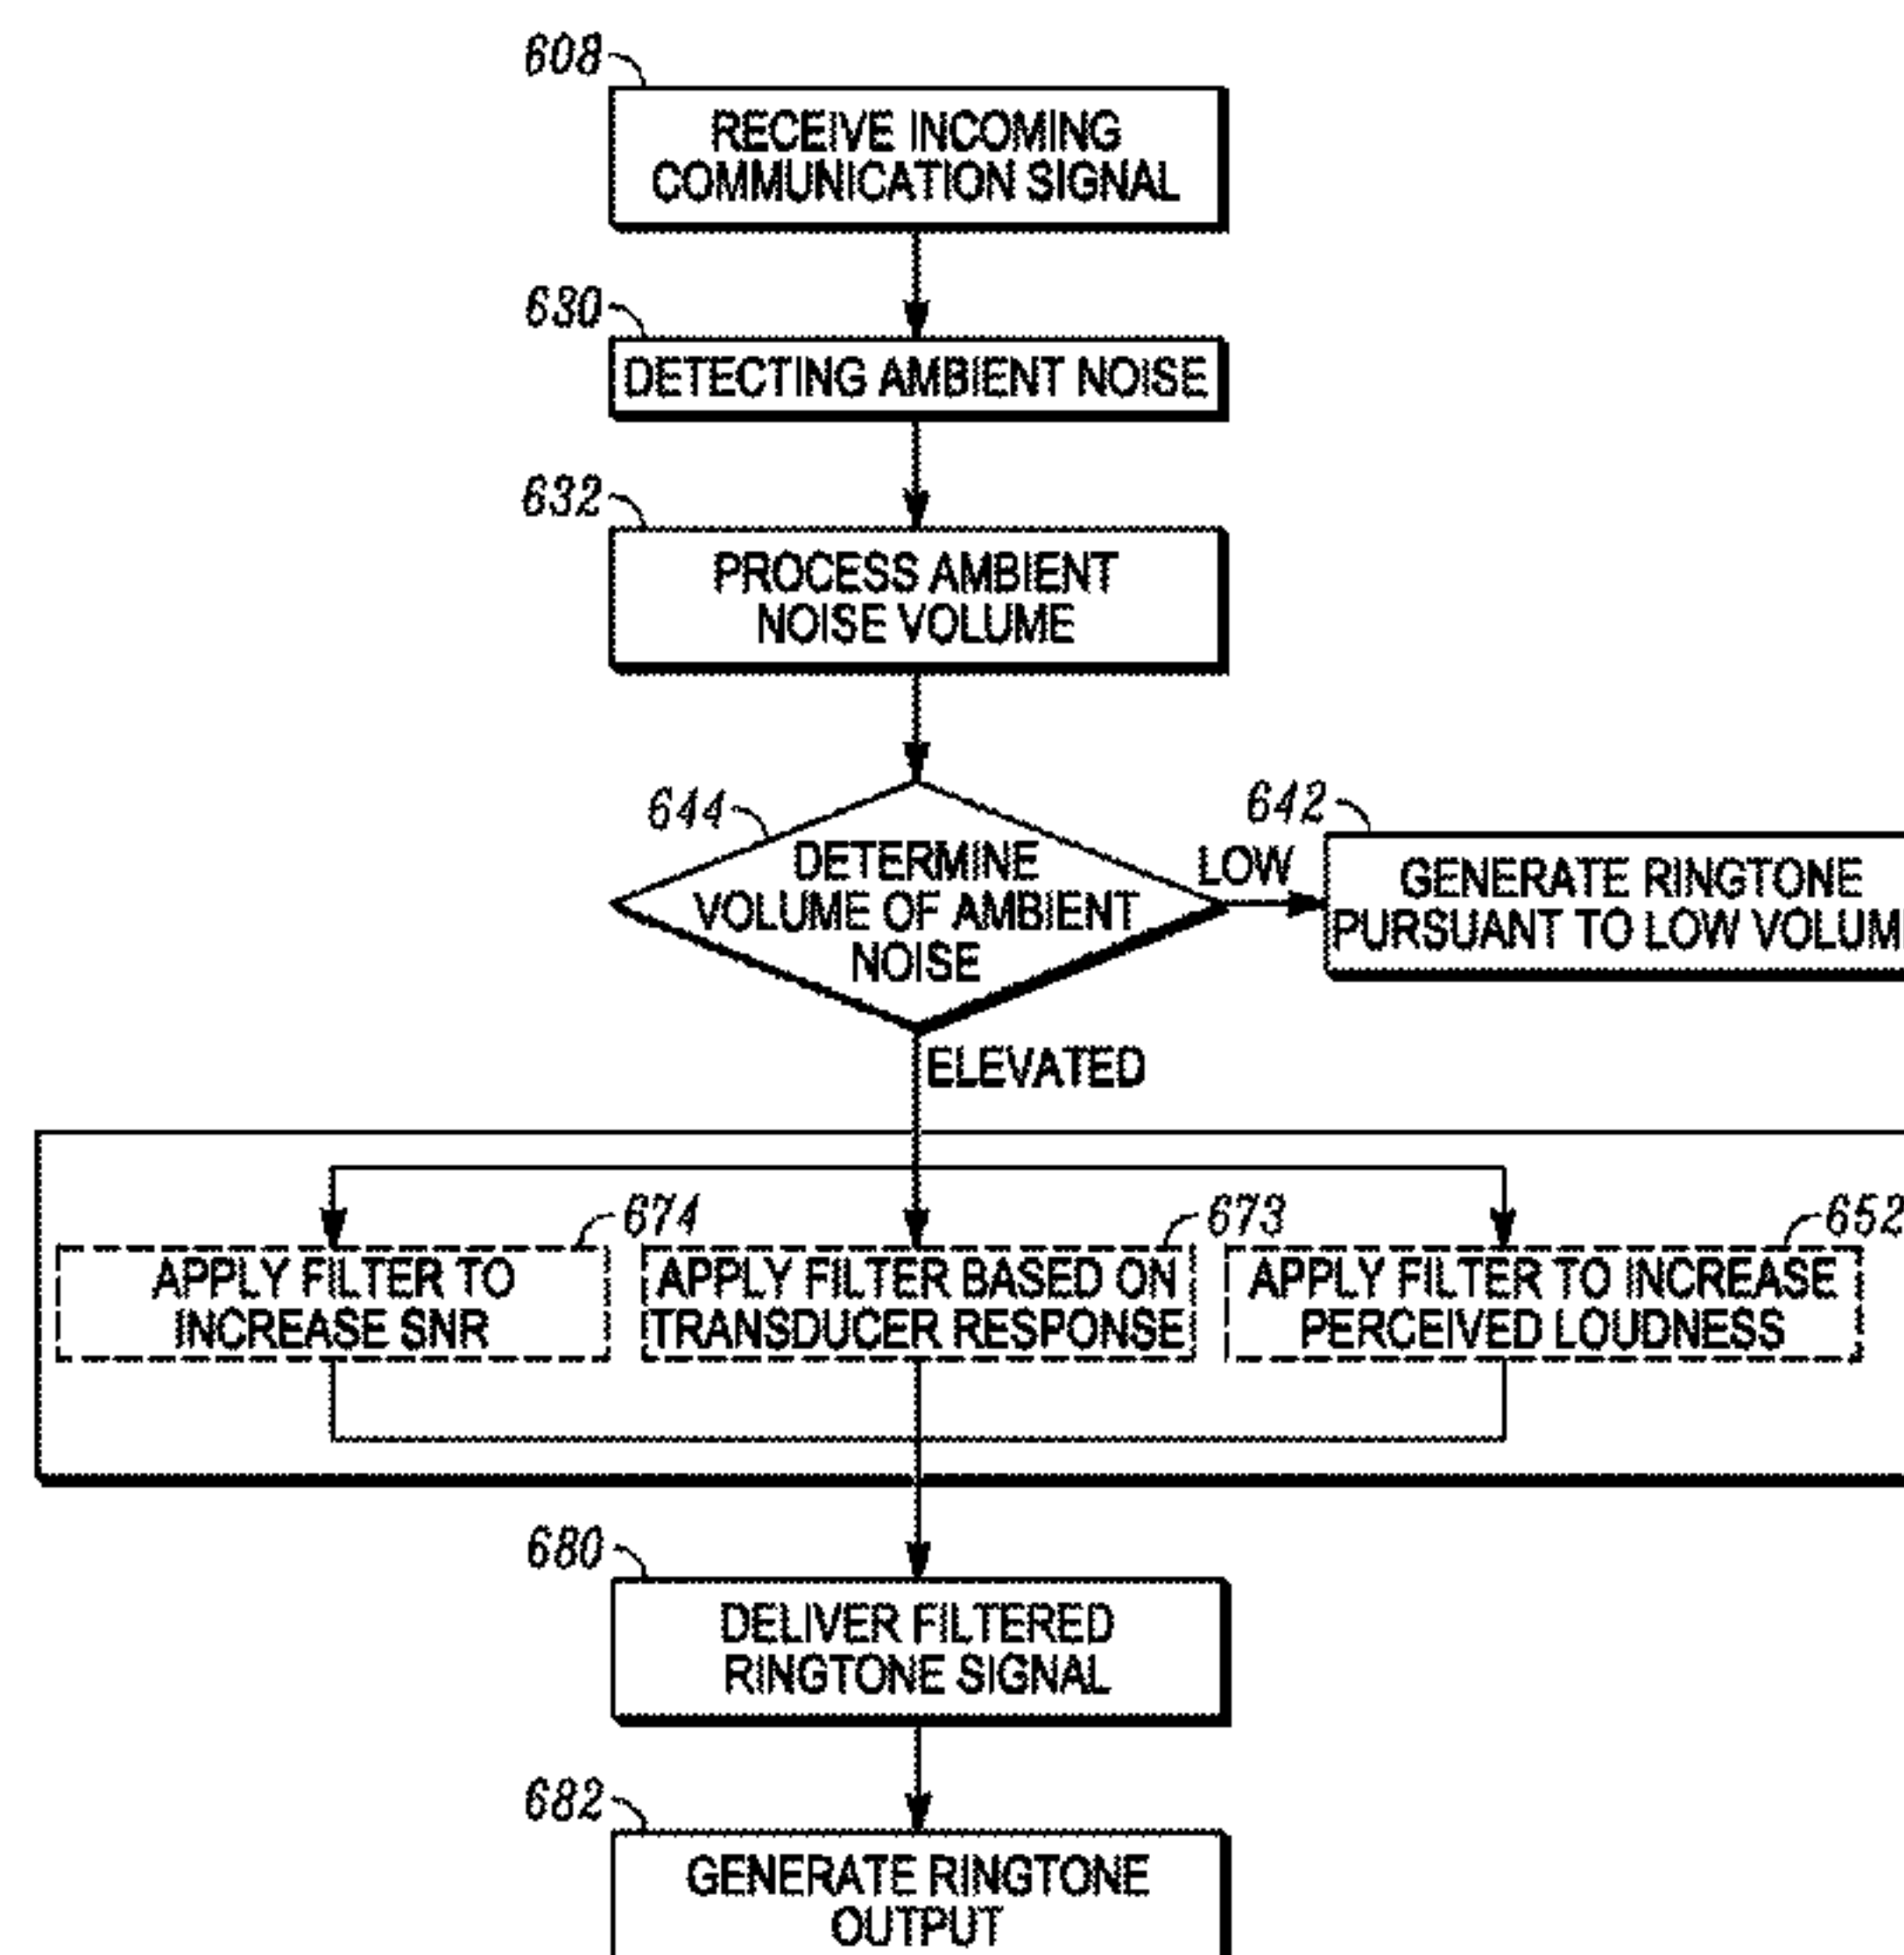 608
RECEIVE INCOMING
COMMUNICATION SIGNAL
630
DETECTING AMBIENT NOISE
632
PROCESS AMBIENT
NOISE VOLUME
644
DETERMINE
VOLUME OF AMBIENT
NOISE
LOW
642
GENERATE RINGTONE
PURSUANT TO LOW VOLUM
ELEVATED
674
APPLY FILTER TO
INCREASE SNR
673
APPLY FILTER BASED ON
TRANSDUCER RESPONSE
652
APPLY FILTER TO INCREASE
PERCEIVED LOUDNESS
680
DELIVER FILTERED
RINGTONE SIGNAL
682
GENERATE RINGTONE
OUTPUT